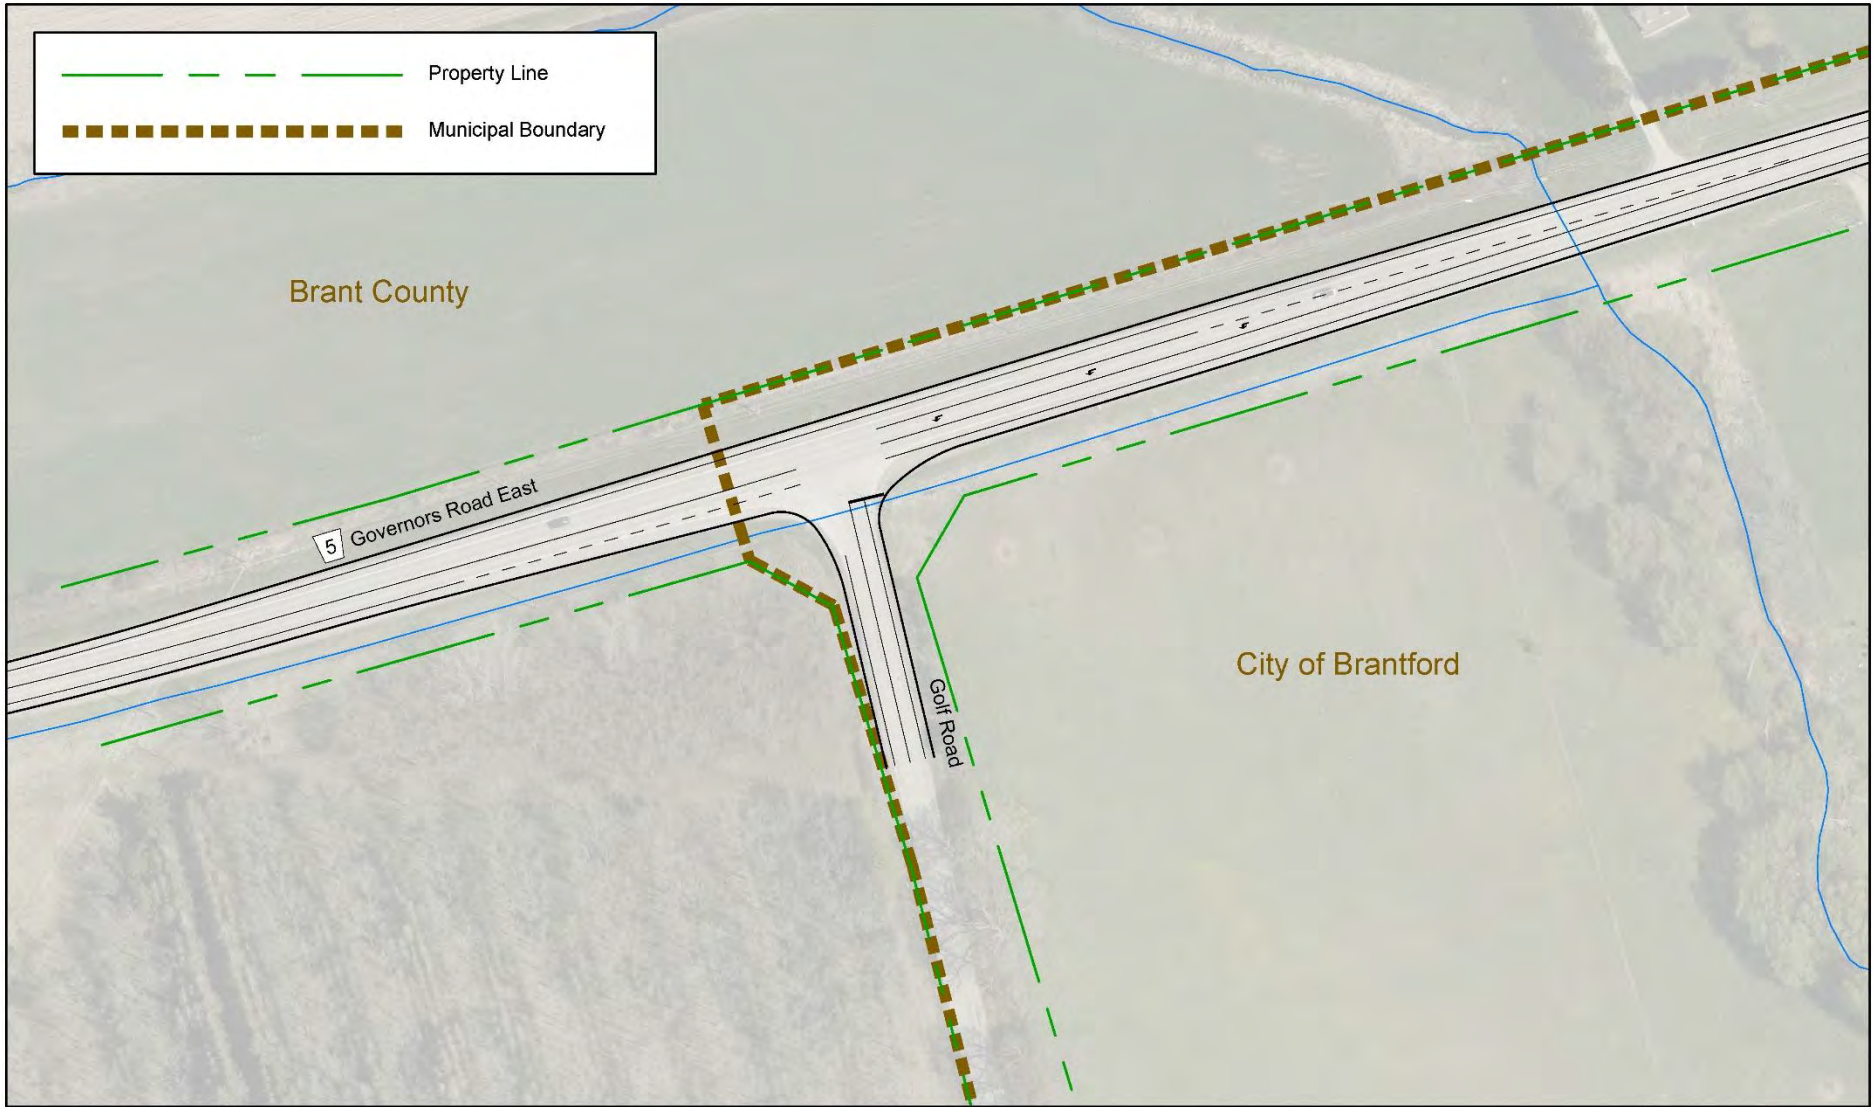 Property Line
Municipal Boundary
Brant County
5 Governors Road East
City of Brantford
Golf Road